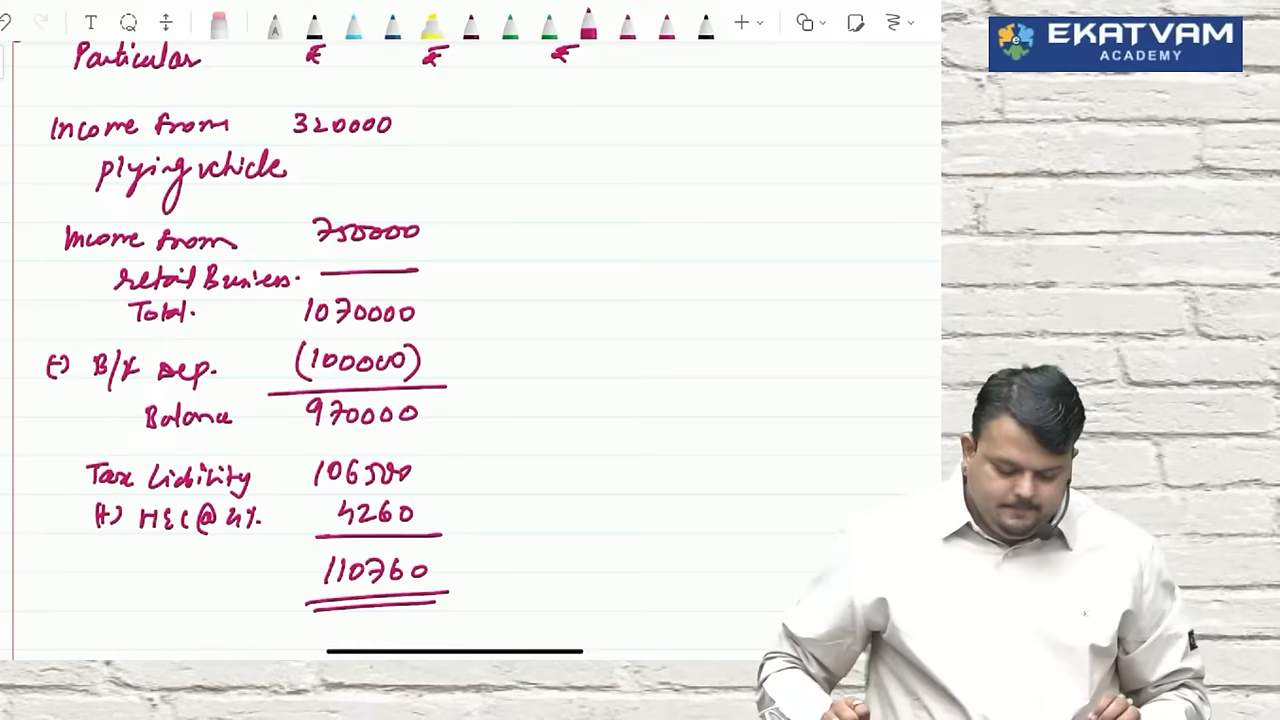 EKATVAM
ACADEMY
Particular ₹ ₹ ₹
Income from 320000
plying vehicle
Income from 750000
retail Business.
Total. 1070000
(-) B/f Dep. (100000)
Balance 970000
Tax Liability 106500
(+) HEC @ 4%. 4260
110760